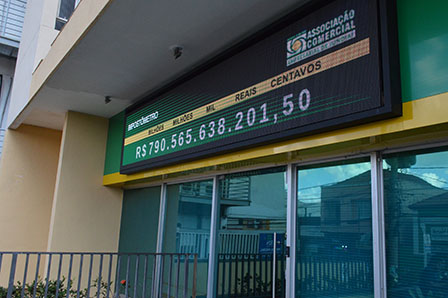 ASSOCIAÇÃO
COMERCIAL
IMPOSTÔMETRO
BILHÕES MILHÕES MIL REAIS CENTAVOS
R$ 790.565.638.201,50